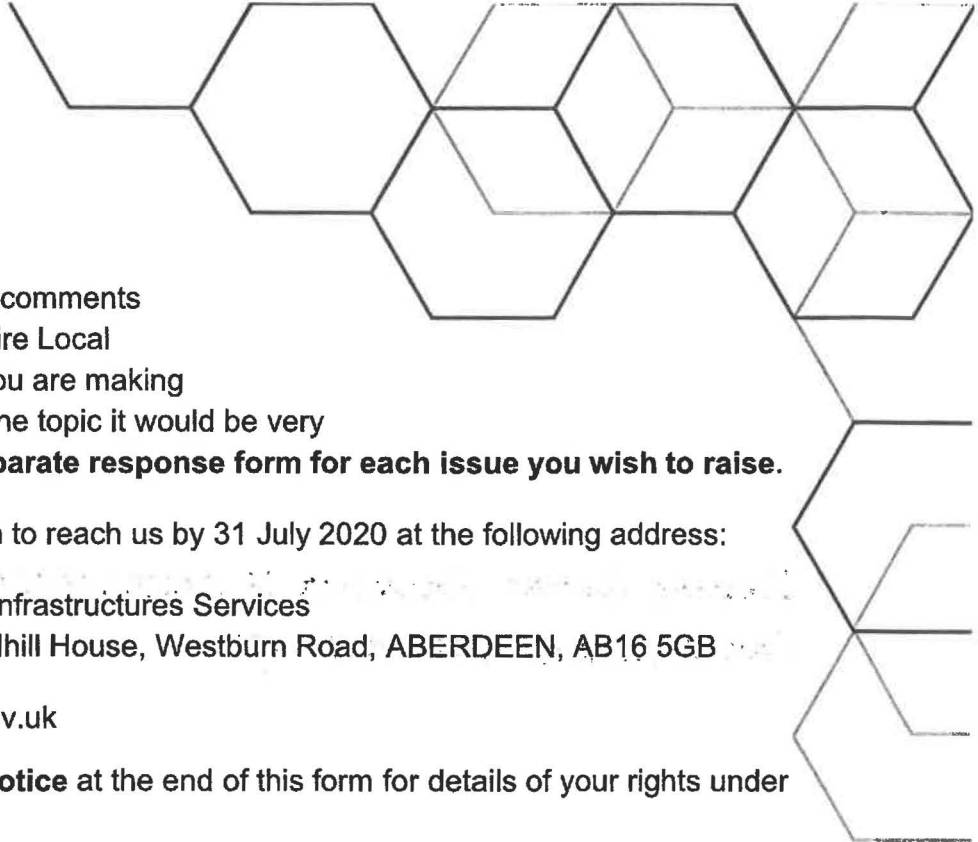 comments
ire Local
ou are making
ne topic it would be very
parate response form for each issue you wish to raise.
to reach us by 31 July 2020 at the following address:
nfrastructures Services
lhill House, Westburn Road, ABERDEEN, AB16 5GB
v.uk
otice at the end of this form for details of your rights under